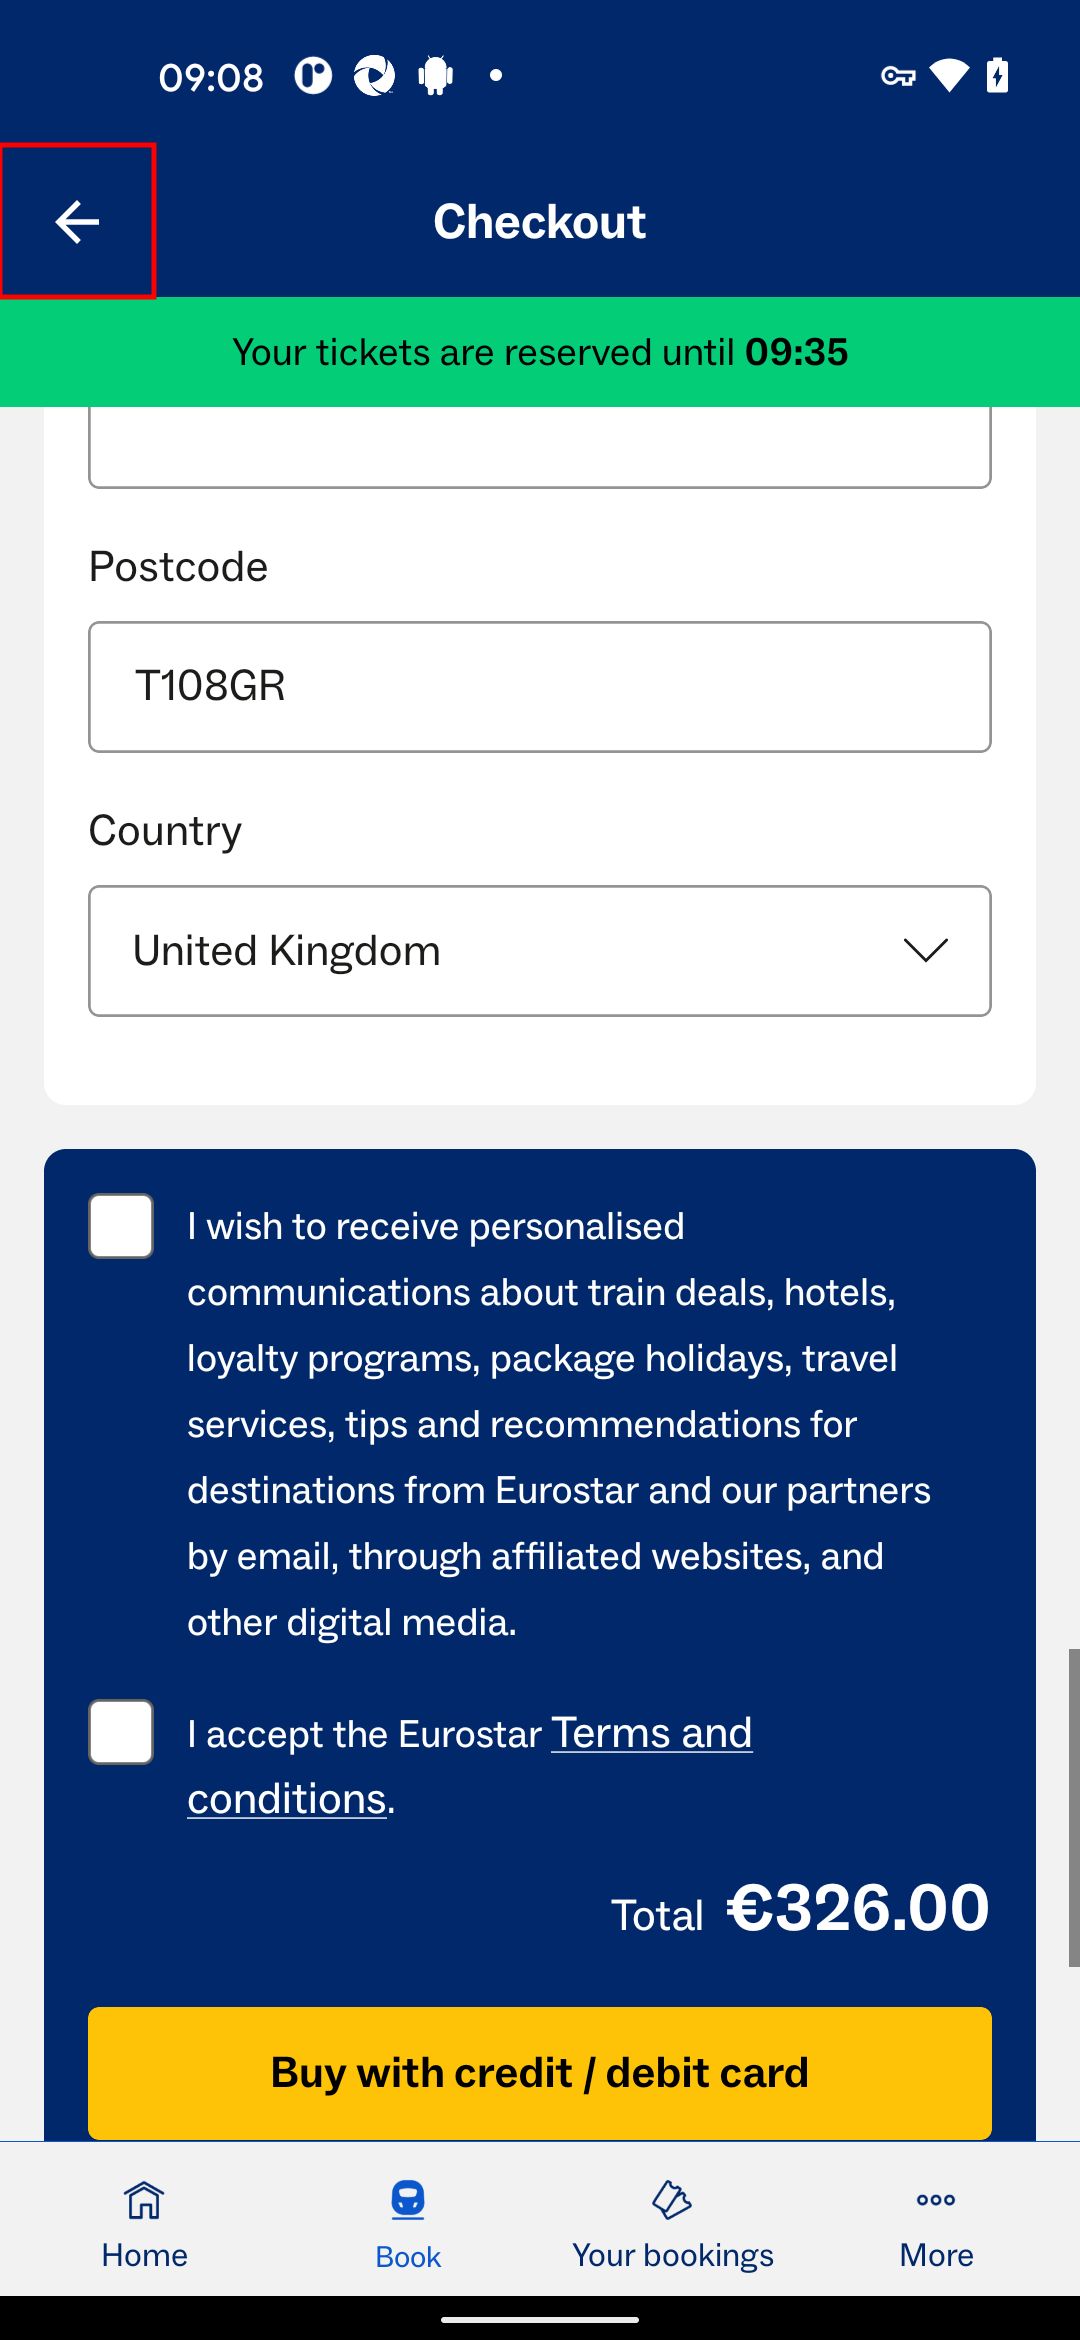 09:08
Checkout
Your tickets are reserved until 09:35
Postcode
T108GR
Country
United Kingdom
I wish to receive personalised
communications about train deals, hotels,
loyalty programs, package holidays, travel
services, tips and recommendations for
destinations from Eurostar and our partners
by email, through affiliated websites, and
other digital media.
I accept the Eurostar Terms and
conditions.
Total €326.00
Buy with credit / debit card
Home
Book
Your bookings
More